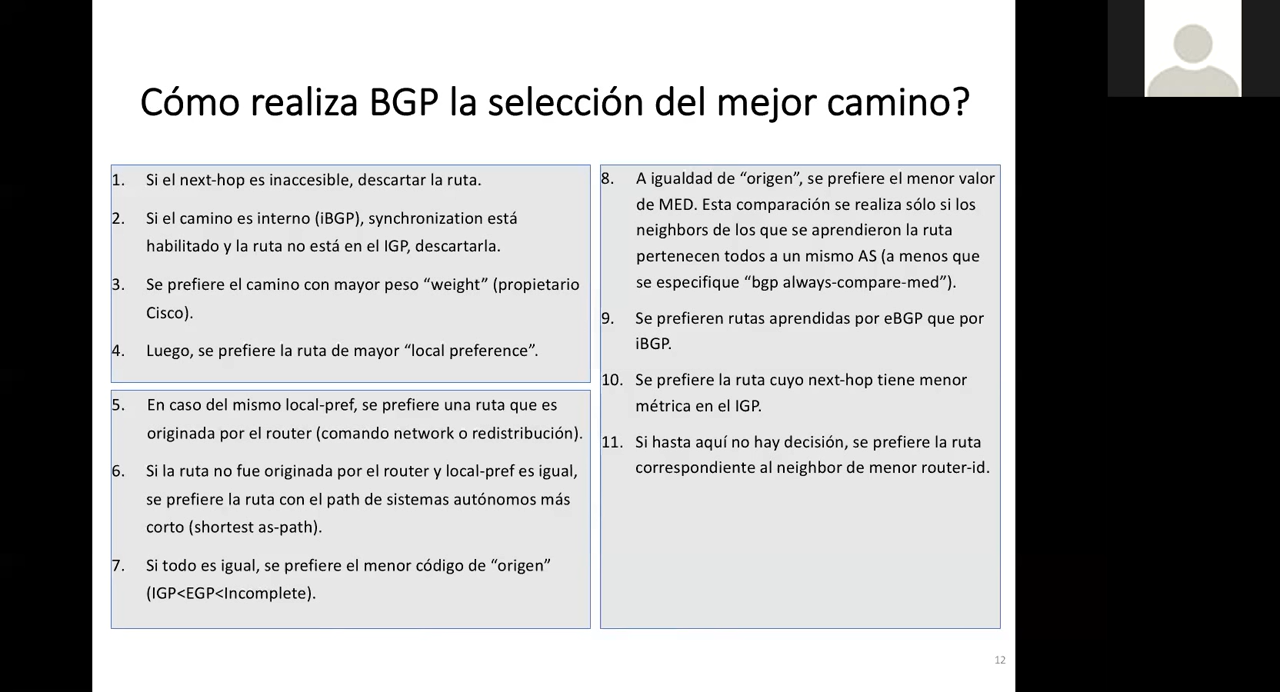 Cómo realiza BGP la selección del mejor camino?
1. Si el next-hop es inaccesible, descartar la ruta.
2. Si el camino es interno (iBGP), synchronization está
habilitado y la ruta no está en el IGP, descartarla.
3. Se prefiere el camino con mayor peso “weight” (propietario
Cisco).
4. Luego, se prefiere la ruta de mayor “local preference”.
5. En caso del mismo local-pref, se prefiere una ruta que es
originada por el router (comando network o redistribución).
6. Si la ruta no fue originada por el router y local-pref es igual,
se prefiere la ruta con el path de sistemas autónomos más
corto (shortest as-path).
7. Si todo es igual, se prefiere el menor código de “origen”
(IGP<EGP<Incomplete).
8. A igualdad de “origen”, se prefiere el menor valor
de MED. Esta comparación se realiza sólo si los
neighbors de los que se aprendieron la ruta
pertenecen todos a un mismo AS (a menos que
se especifique “bgp always-compare-med”).
9. Se prefieren rutas aprendidas por eBGP que por
iBGP.
10. Se prefiere la ruta cuyo next-hop tiene menor
métrica en el IGP.
11. Si hasta aquí no hay decisión, se prefiere la ruta
correspondiente al neighbor de menor router-id.
12